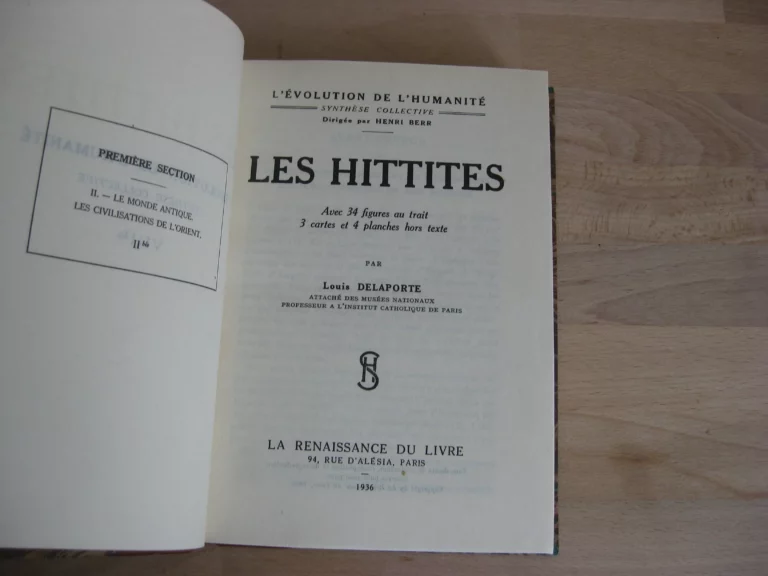 PREMIÈRE SECTION
II. — LE MONDE ANTIQUE.
LES CIVILISATIONS DE L'ORIENT.
II bis
L'ÉVOLUTION DE L'HUMANITÉ
SYNTHÈSE COLLECTIVE
Dirigée par HENRI BERR
LES HITTITES
Avec 34 figures au trait
3 cartes et 4 planches hors texte
PAR
Louis DELAPORTE
ATTACHÉ DES MUSÉES NATIONAUX
PROFESSEUR A L'INSTITUT CATHOLIQUE DE PARIS
LA RENAISSANCE DU LIVRE
94, RUE D'ALÉSIA, PARIS
1936